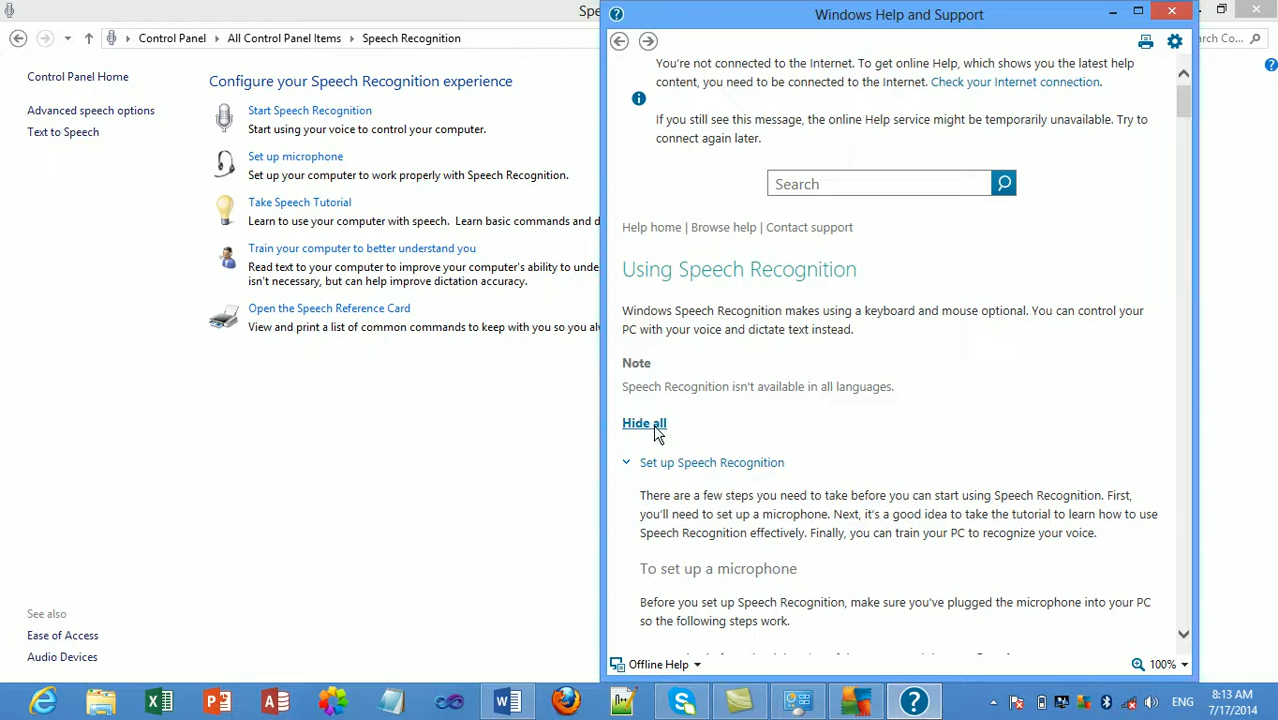 Spe
Control Panel
All Control Panel Items
Speech Recognition
arch Co...
Control Panel Home
Advanced speech options
Text to Speech
Configure your Speech Recognition experience
Start Speech Recognition
Start using your voice to control your computer.
Set up microphone
Set up your computer to work properly with Speech Recognition.
Take Speech Tutorial
Learn to use your computer with speech. Learn basic commands and d
Train your computer to better understand you
Read text to your computer to improve your computer's ability to unde
isn't necessary, but can help improve dictation accuracy.
Open the Speech Reference Card
View and print a list of common commands to keep with you so you alw
See also
Ease of Access
Audio Devices
Windows Help and Support
You're not connected to the Internet. To get online Help, which shows you the latest help
content, you need to be connected to the Internet. Check your Internet connection.
If you still see this message, the online Help service might be temporarily unavailable. Try to
connect again later.
Search
Help home | Browse help | Contact support
Using Speech Recognition
Windows Speech Recognition makes using a keyboard and mouse optional. You can control your
PC with your voice and dictate text instead.
Note
Speech Recognition isn't available in all languages.
Hide all
Set up Speech Recognition
There are a few steps you need to take before you can start using Speech Recognition. First,
you'll need to set up a microphone. Next, it's a good idea to take the tutorial to learn how to use
Speech Recognition effectively. Finally, you can train your PC to recognize your voice.
To set up a microphone
Before you set up Speech Recognition, make sure you've plugged the microphone into your PC
so the following steps work.
Offline Help
100%
ENG
8:13 AM
7/17/2014